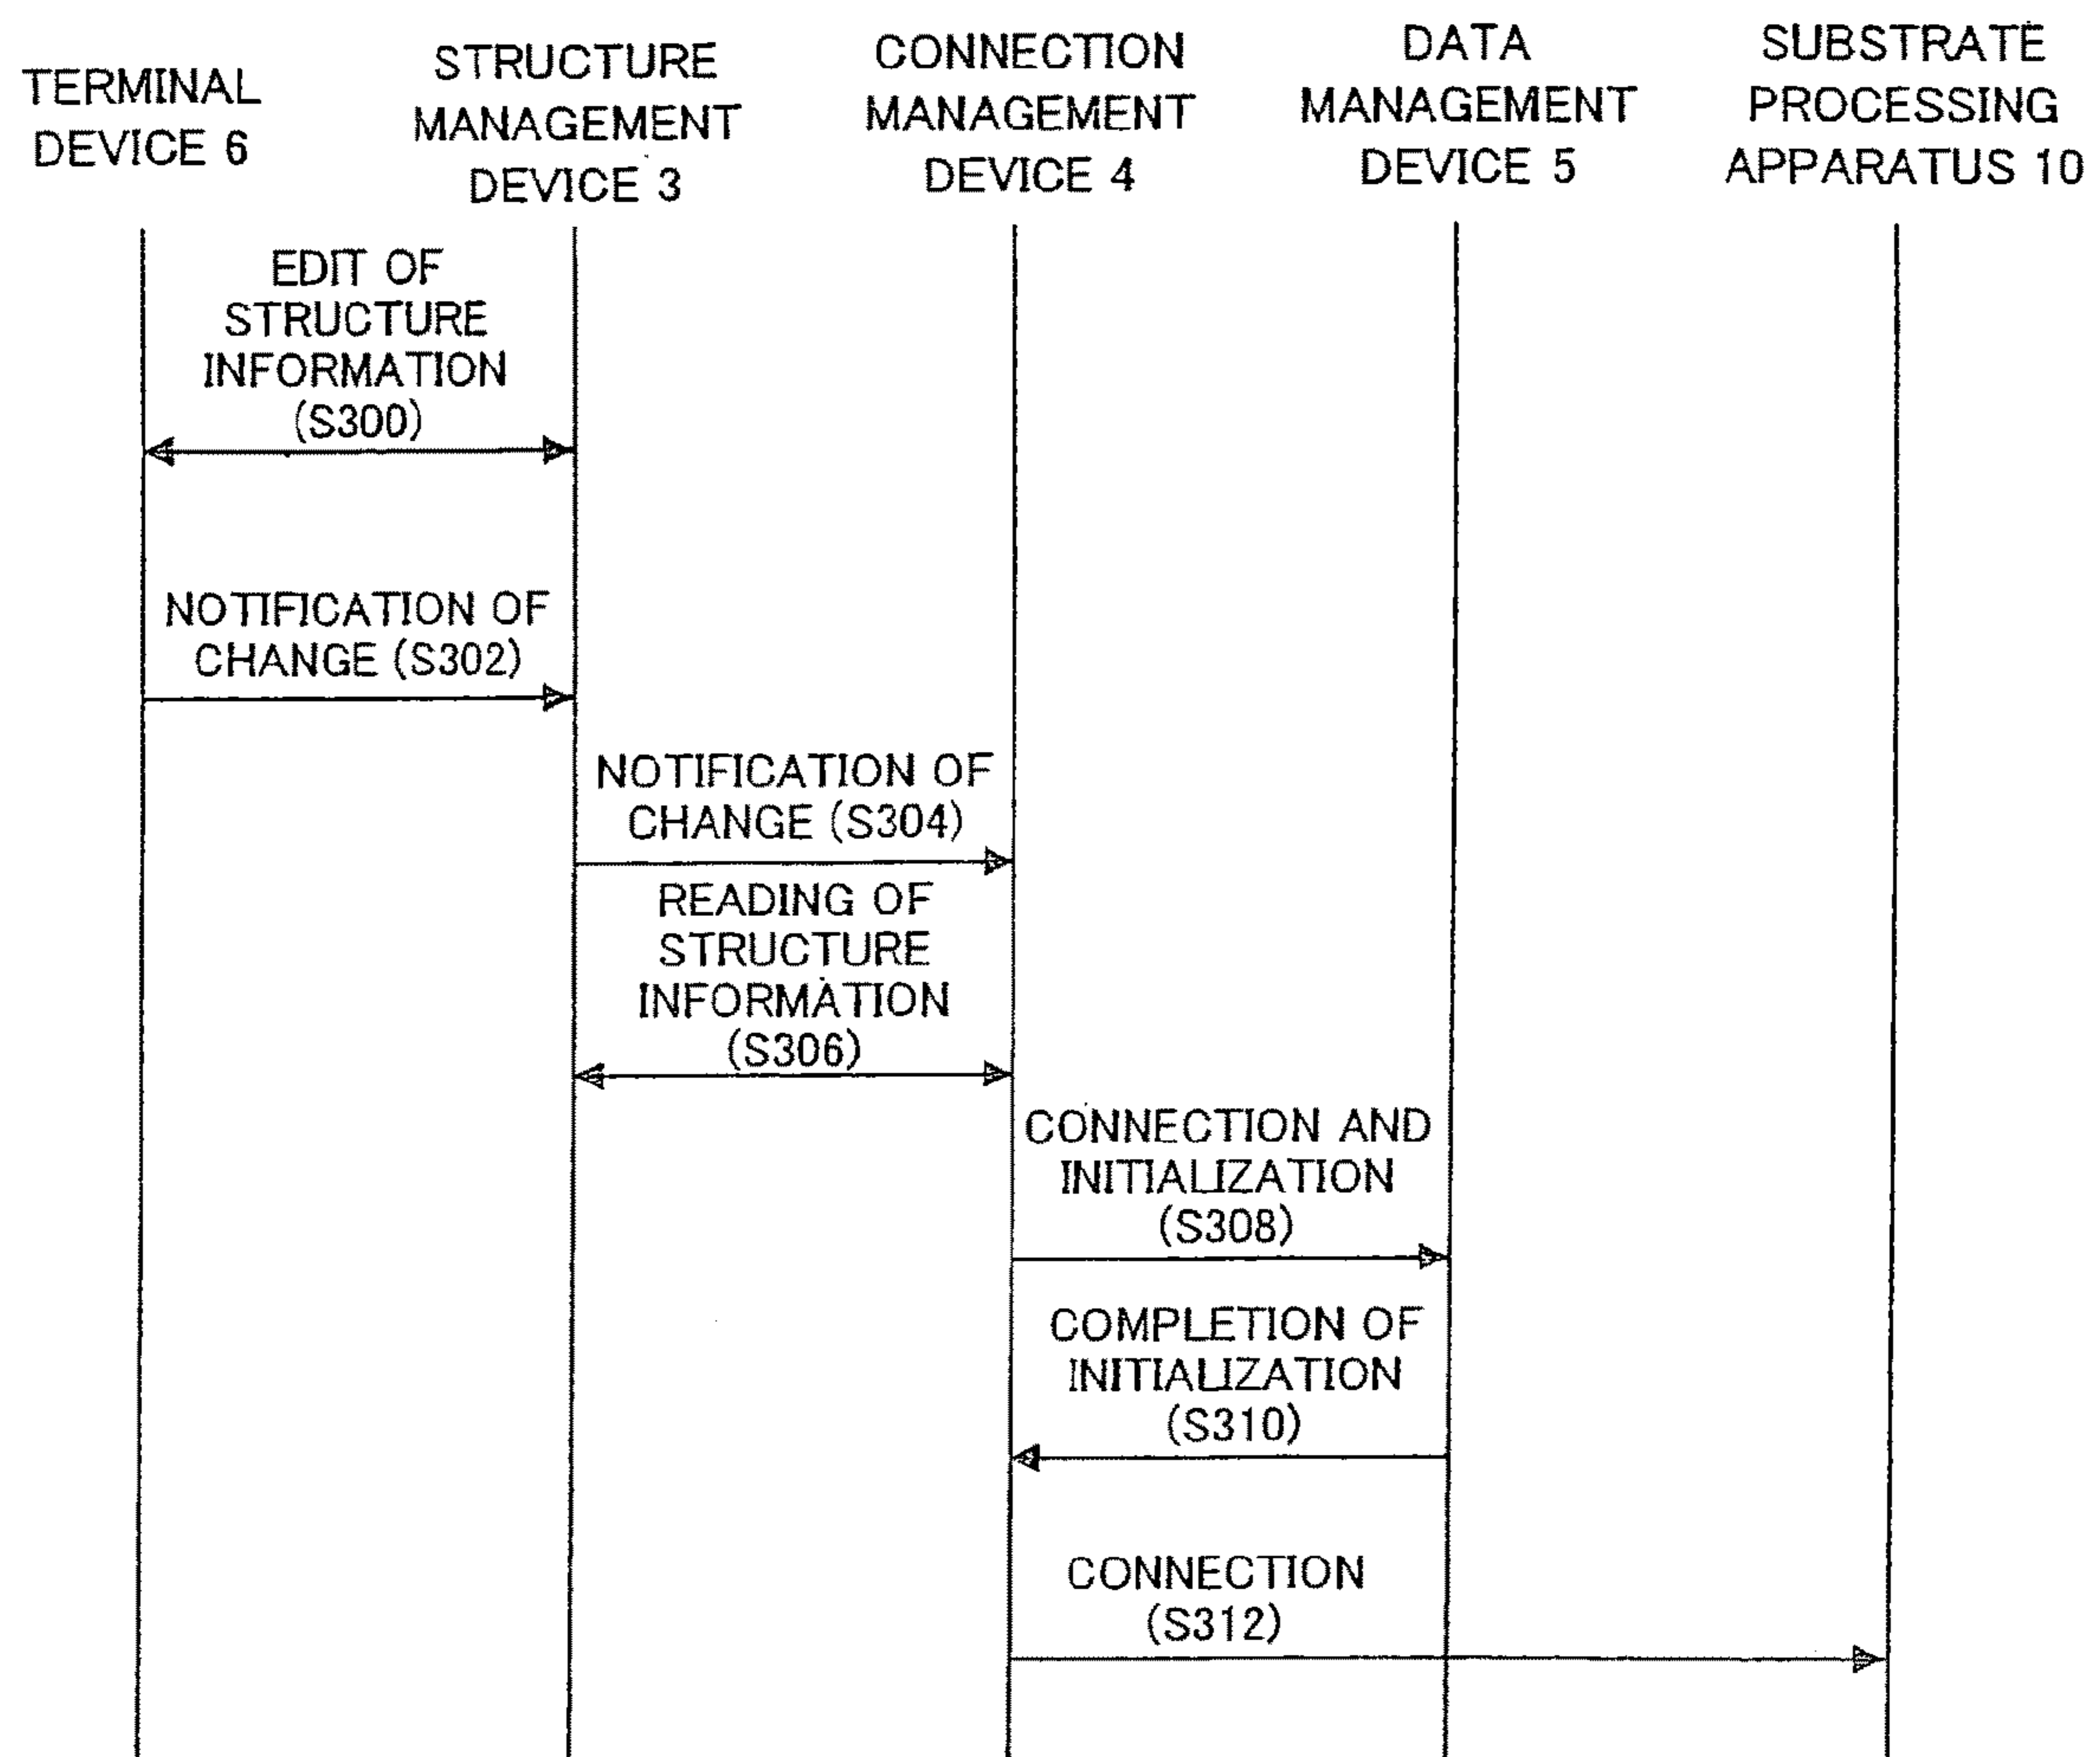 TERMINAL
DEVICE 6
STRUCTURE
MANAGEMENT
DEVICE 3
CONNECTION
MANAGEMENT
DEVICE 4
DATA
MANAGEMENT
DEVICE 5
SUBSTRATE
PROCESSING
APPARATUS 10
EDIT OF
STRUCTURE
INFORMATION
(S300)
NOTIFICATION OF
CHANGE (S302)
NOTIFICATION OF
CHANGE (S304)
READING OF
STRUCTURE
INFORMATION
(S306)
CONNECTION AND
INITIALIZATION
(S308)
COMPLETION OF
INITIALIZATION
(S310)
CONNECTION
(S312)